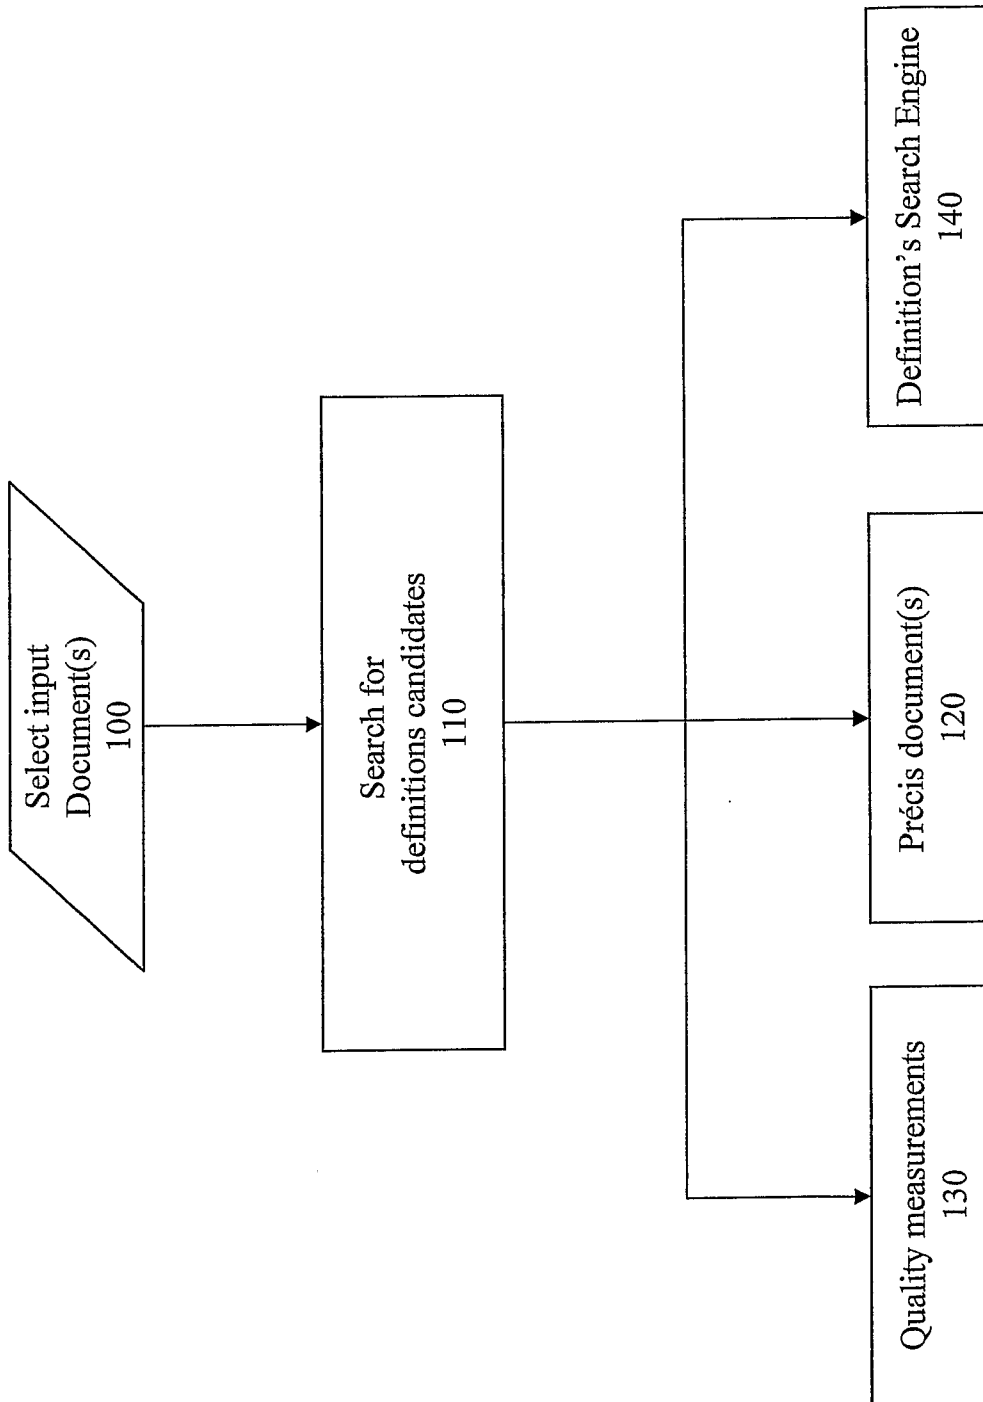 Select input
Document(s)
100
Search for
definitions candidates
110
Quality measurements
130
Précis document(s)
120
Definition’s Search Engine
140